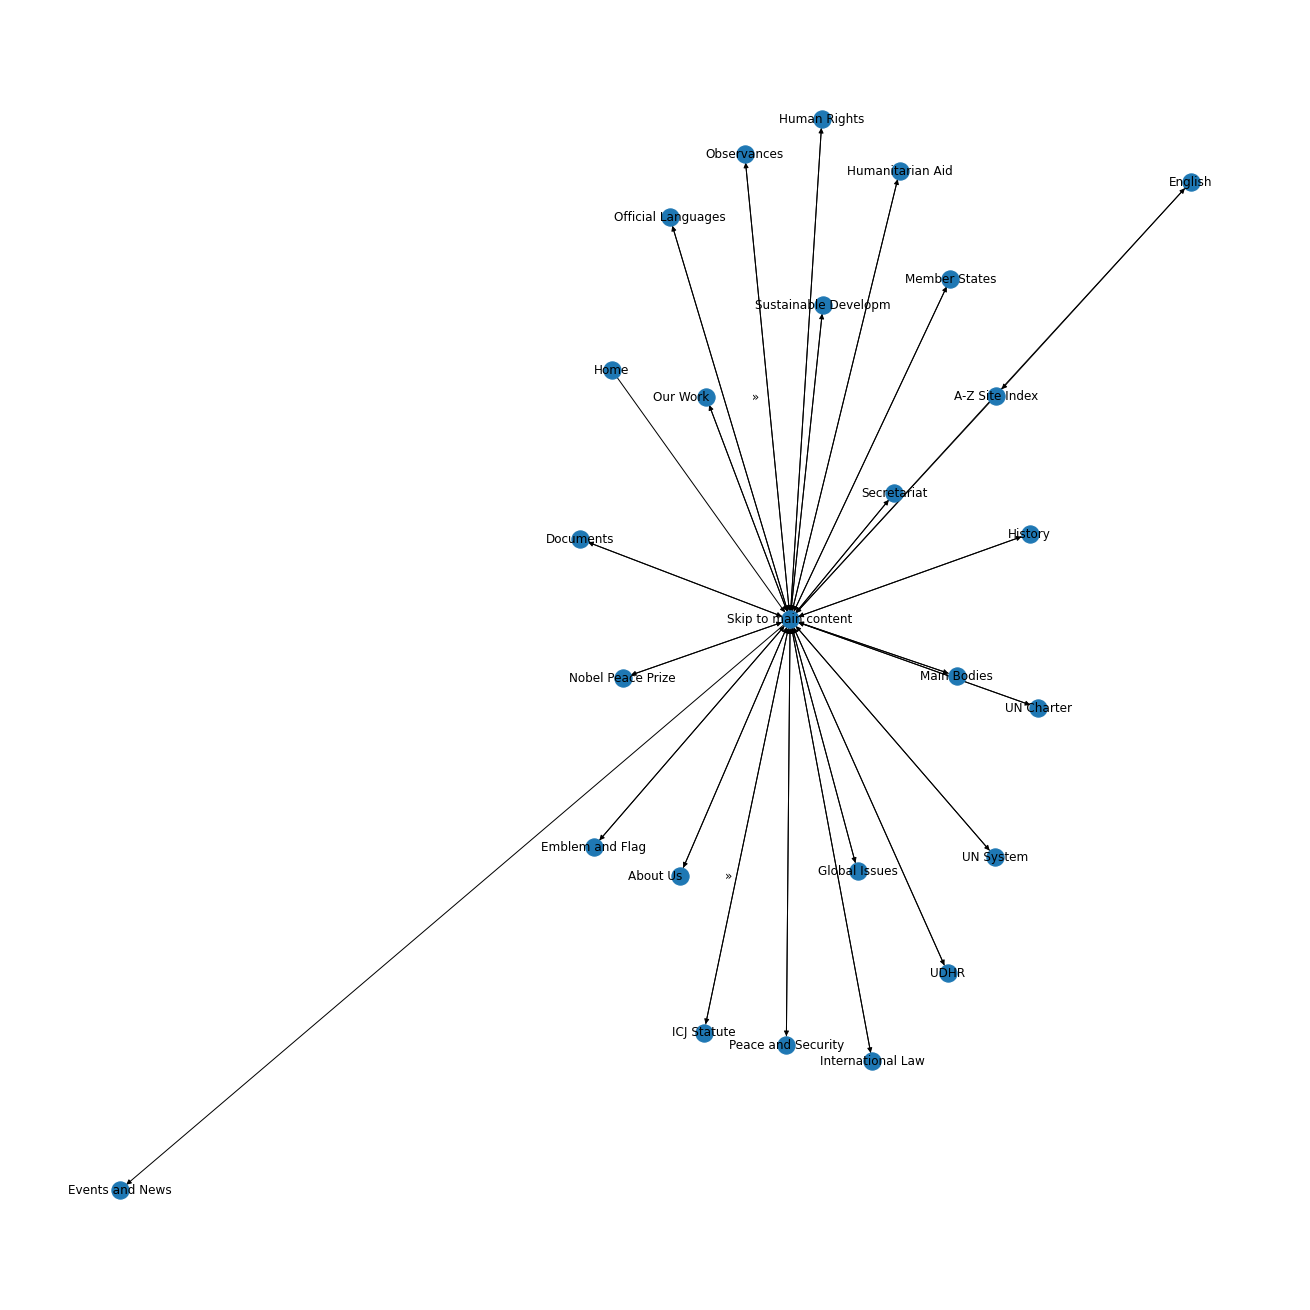 Human Rights
Observances
Humanitarian Aid
English
Official Languages
Member States
Sustainable Developm
Home
Our Work »
A-Z Site Index
Secretariat
History
Documents
Skip to main content
Nobel Peace Prize
Main Bodies
UN Charter
Emblem and Flag
UN System
Global Issues
About Us »
UDHR
ICJ Statute
Peace and Security
International Law
Events and News